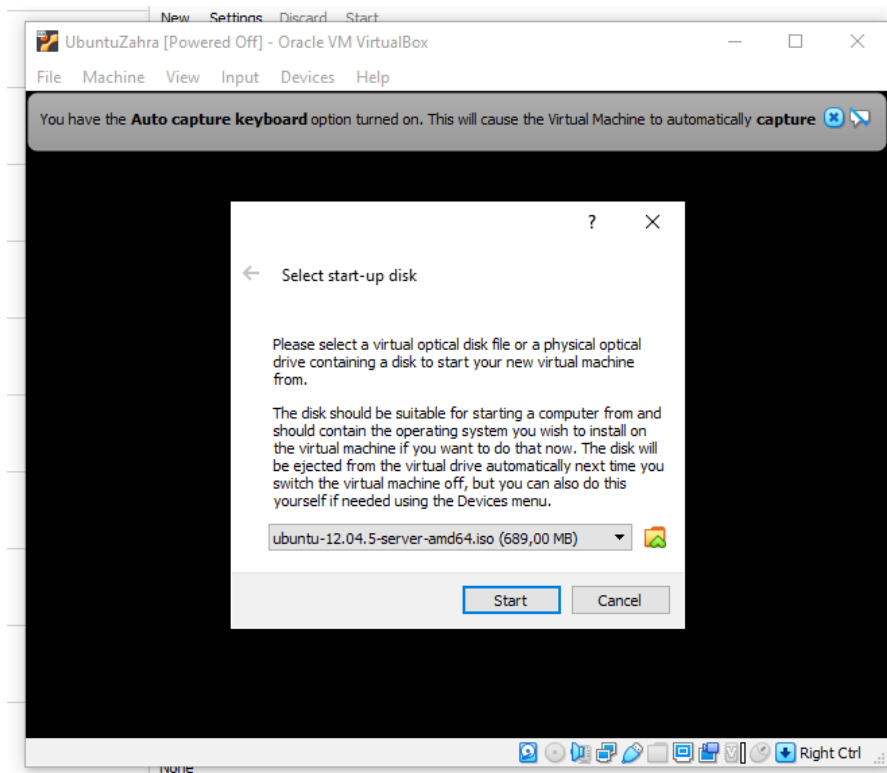 New Settings Discard Start
UbuntuZahra [Powered Off] - Oracle VM VirtualBox
File Machine View Input Devices Help
You have the Auto capture keyboard option turned on. This will cause the Virtual Machine to automatically capture
?
Select start-up disk
Please select a virtual optical disk file or a physical optical
drive containing a disk to start your new virtual machine
from.
The disk should be suitable for starting a computer from and
should contain the operating system you wish to install on
the virtual machine if you want to do that now. The disk will
be ejected from the virtual drive automatically next time you
switch the virtual machine off, but you can also do this
yourself if needed using the Devices menu.
ubuntu-12.04.5-server-amd64.iso (689,00 MB)
Start Cancel
Right Ctrl
None